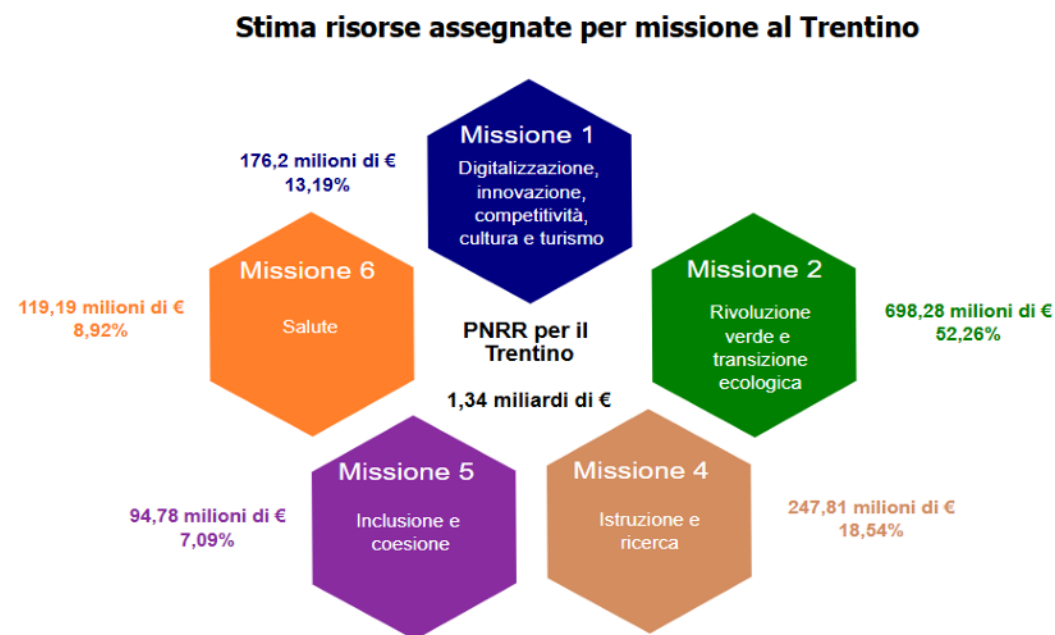 Stima risorse assegnate per missione al Trentino
Missione 1
Digitalizzazione,
innovazione,
competitività,
cultura e turismo
176,2 milioni di €
13,19%
Missione 2
Rivoluzione
verde e
transizione
ecologica
698,28 milioni di €
52,26%
Missione 6
Salute
119,19 milioni di €
8,92%
PNRR per il
Trentino
1,34 miliardi di €
Missione 5
Inclusione e
coesione
94,78 milioni di €
7,09%
Missione 4
Istruzione e
ricerca
247,81 milioni di €
18,54%